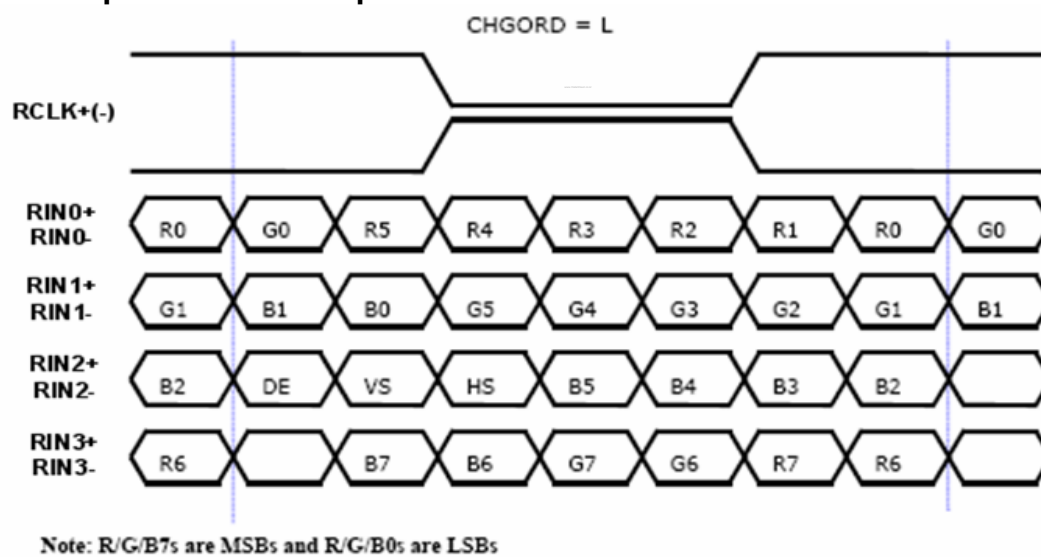 CHGORD = L
RCLK+(-)
RIN0+
RIN0-
R0 G0 R5 R4 R3 R2 R1 R0 G0
RIN1+
RIN1-
G1 B1 B0 G5 G4 G3 G2 G1 B1
RIN2+
RIN2-
B2 DE VS HS B5 B4 B3 B2
RIN3+
RIN3-
R6 B7 B6 G7 G6 R7 R6
Note: R/G/B7s are MSBs and R/G/B0s are LSBs